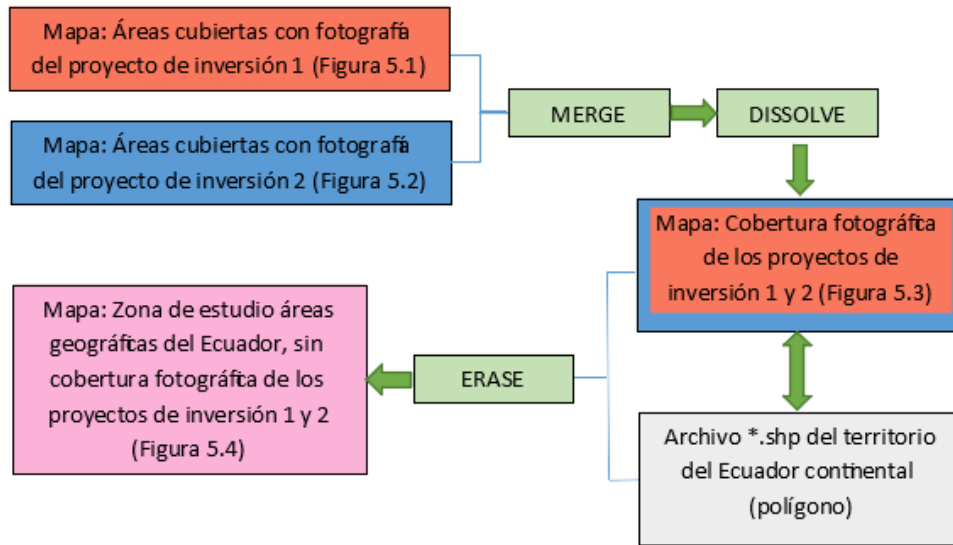 Mapa: Áreas cubiertas con fotografía
del proyecto de inversión 1 (Figura 5.1)
Mapa: Áreas cubiertas con fotografía
del proyecto de inversión 2 (Figura 5.2)
MERGE
DISSOLVE
Mapa: Cobertura fotográfica
de los proyectos de
inversión 1 y 2 (Figura 5.3)
Archivo *.shp del territorio
del Ecuador continental
(polígono)
ERASE
Mapa: Zona de estudio áreas
geográficas del Ecuador, sin
cobertura fotográfica de los
proyectos de inversión 1 y 2
(Figura 5.4)